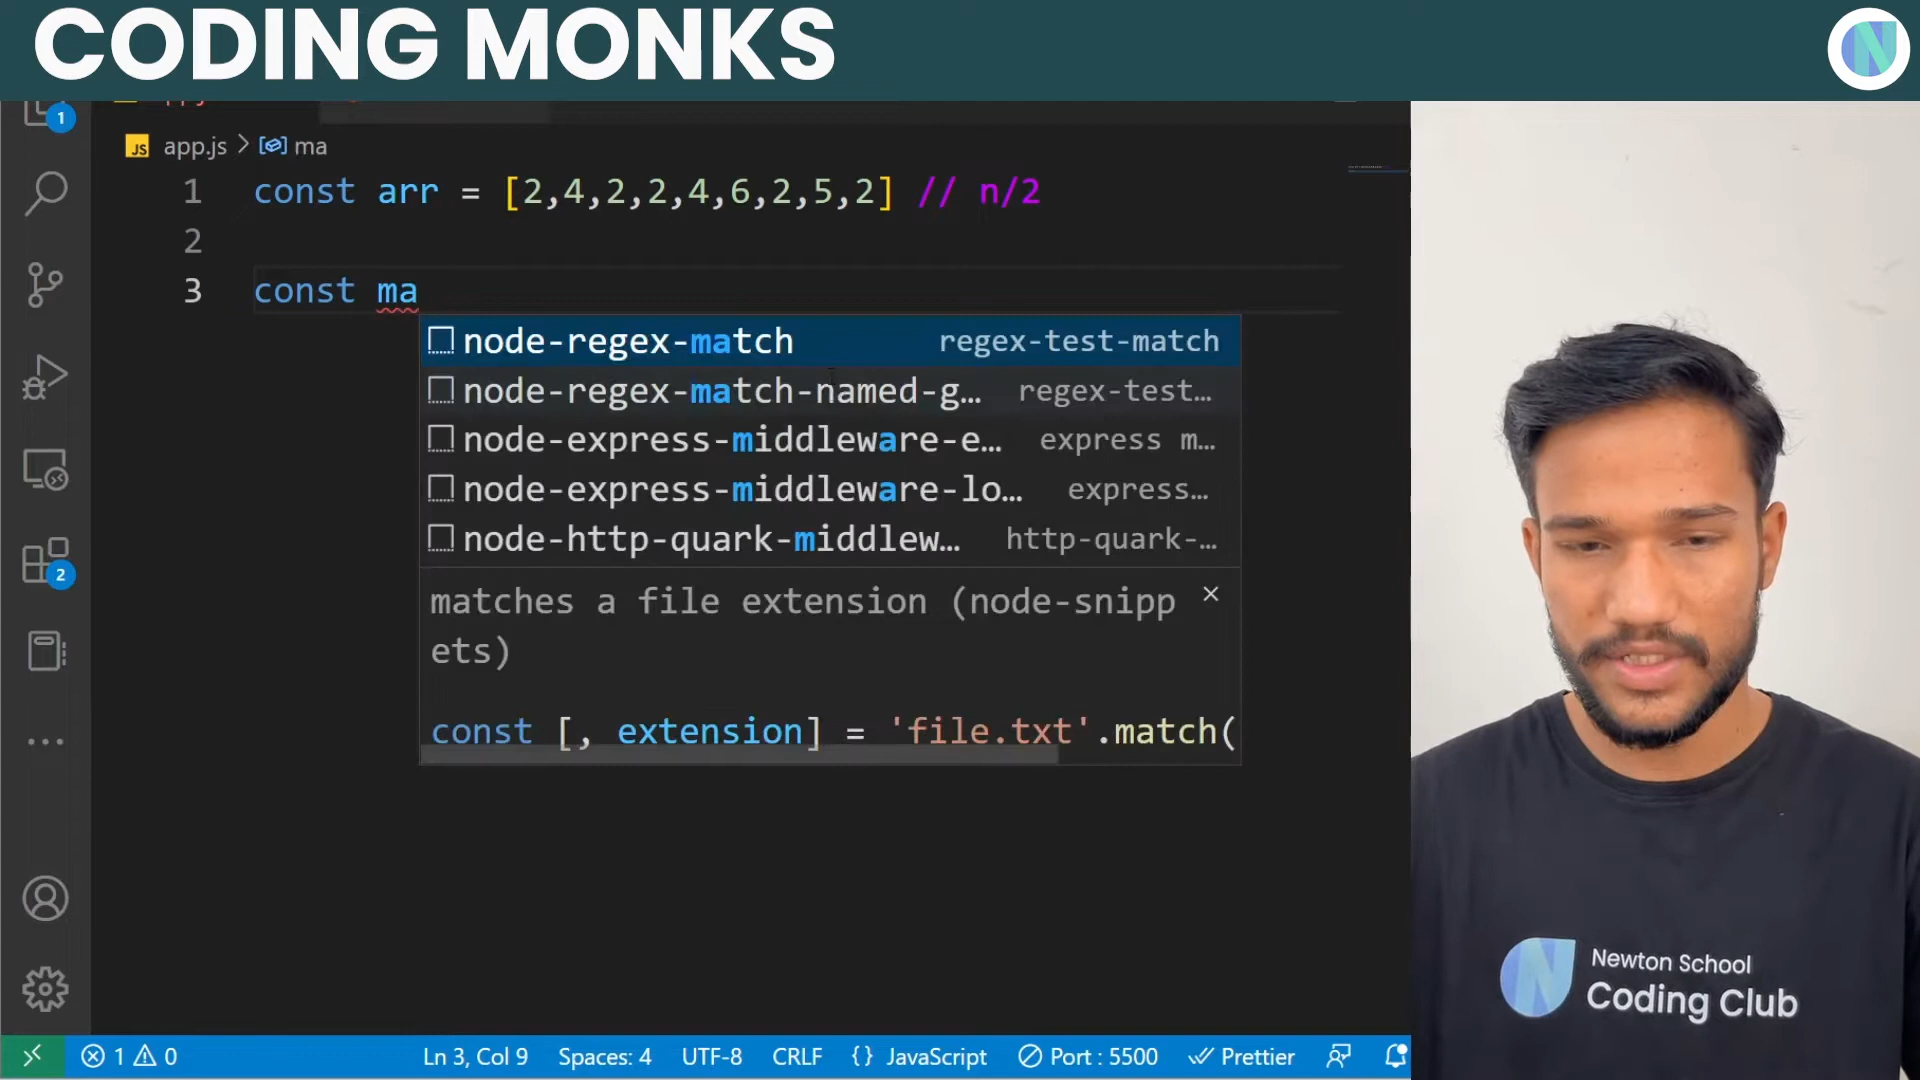 CODING MONKS
1
app.js > ma
1 const arr = [2,4,2,2,4,6,2,5,2] // n/2
2
3 const ma
node-regex-match regex-test-match
node-regex-match-named-g… regex-test…
node-express-middleware-e… express m…
node-express-middleware-lo… express…
node-http-quark-middlew… http-quark-…
2
matches a file extension (node-snipp
ets)
const [, extension] = 'file.txt'.match(
Newton School
Coding Club
1 0 Ln 3, Col 9 Spaces: 4 UTF-8 CRLF {} JavaScript Port : 5500 Prettier